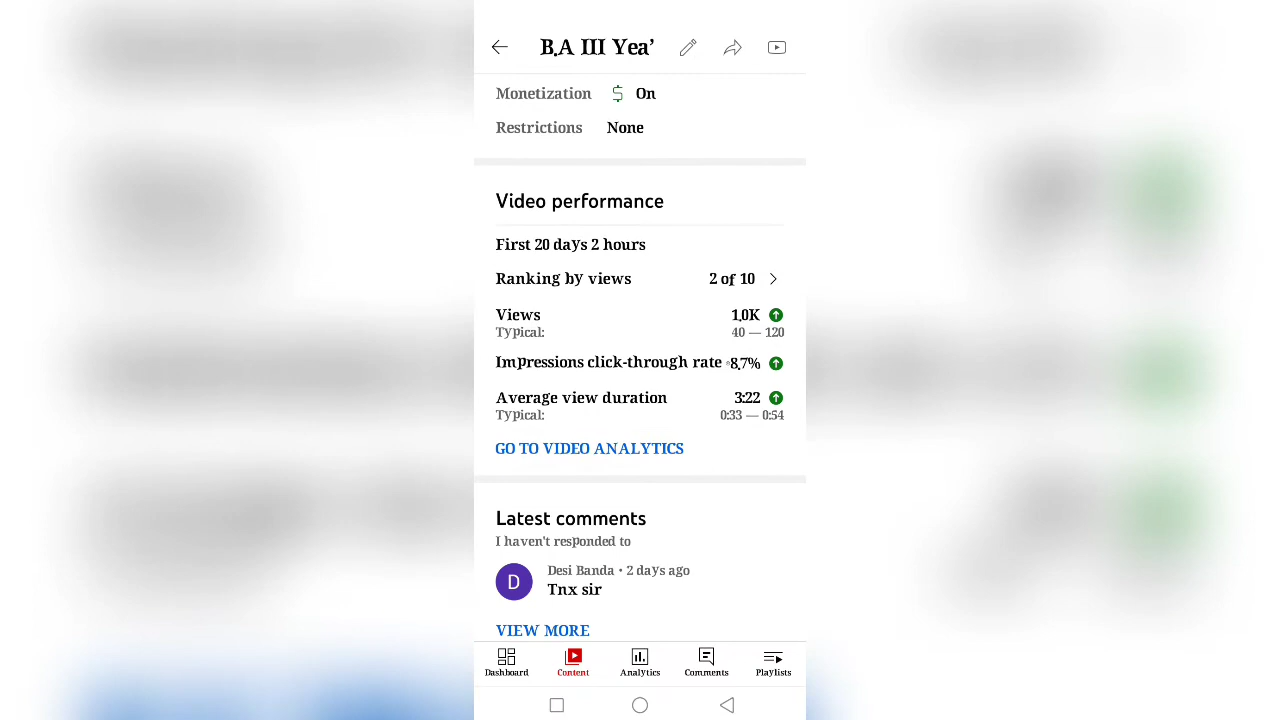 B.A III Yea’
Monetization $ On
Restrictions None
Video performance
First 20 days 2 hours
Ranking by views 2 of 10
Views 1.0K
Typical: 40 — 120
Impressions click-through rate 8.7%
Average view duration 3:22
Typical: 0:33 — 0:54
GO TO VIDEO ANALYTICS
Latest comments
I haven't responded to
D
Desi Banda • 2 days ago
Tnx sir
VIEW MORE
Dashboard Content Analytics Comments Playlists